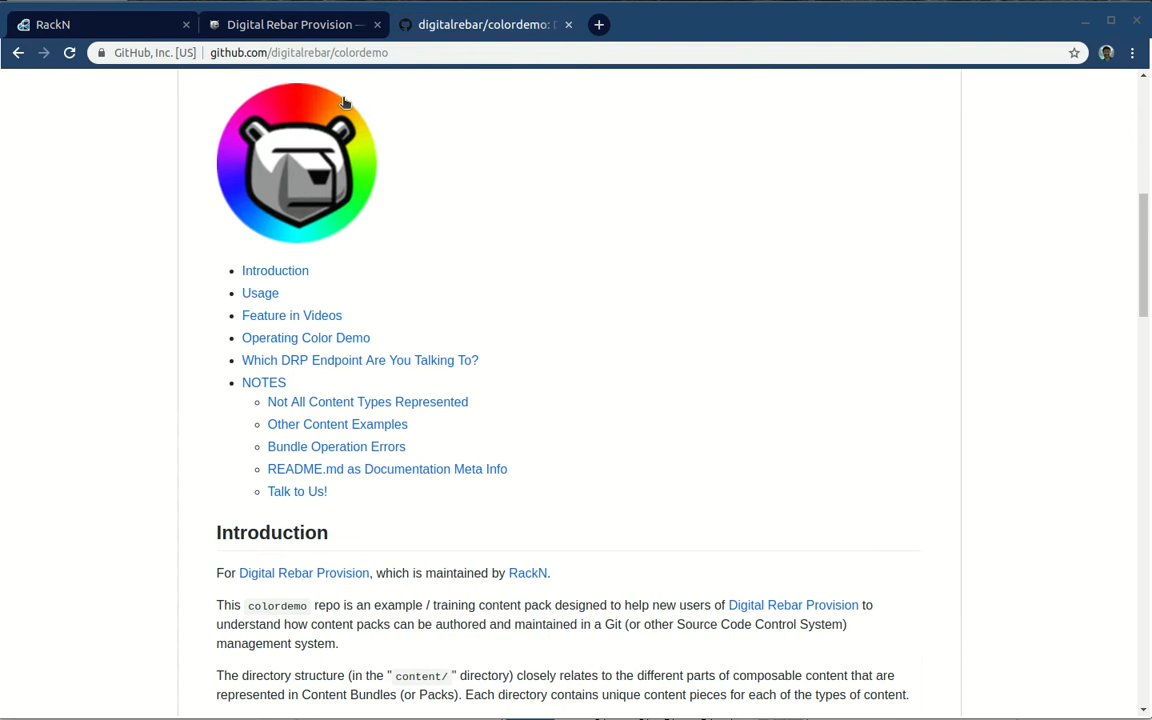 RackN
Digital Rebar Provision —
digitalrebar/colordemo:
GitHub, Inc. [US] | github.com/digitalrebar/colordemo
Introduction
Usage
Feature in Videos
Operating Color Demo
Which DRP Endpoint Are You Talking To?
NOTES
Not All Content Types Represented
Other Content Examples
Bundle Operation Errors
README.md as Documentation Meta Info
Talk to Us!
Introduction
For Digital Rebar Provision, which is maintained by RackN.
This colordemo repo is an example / training content pack designed to help new users of Digital Rebar Provision to
understand how content packs can be authored and maintained in a Git (or other Source Code Control System)
management system.
The directory structure (in the "content/" directory) closely relates to the different parts of composable content that are
represented in Content Bundles (or Packs). Each directory contains unique content pieces for each of the types of content.